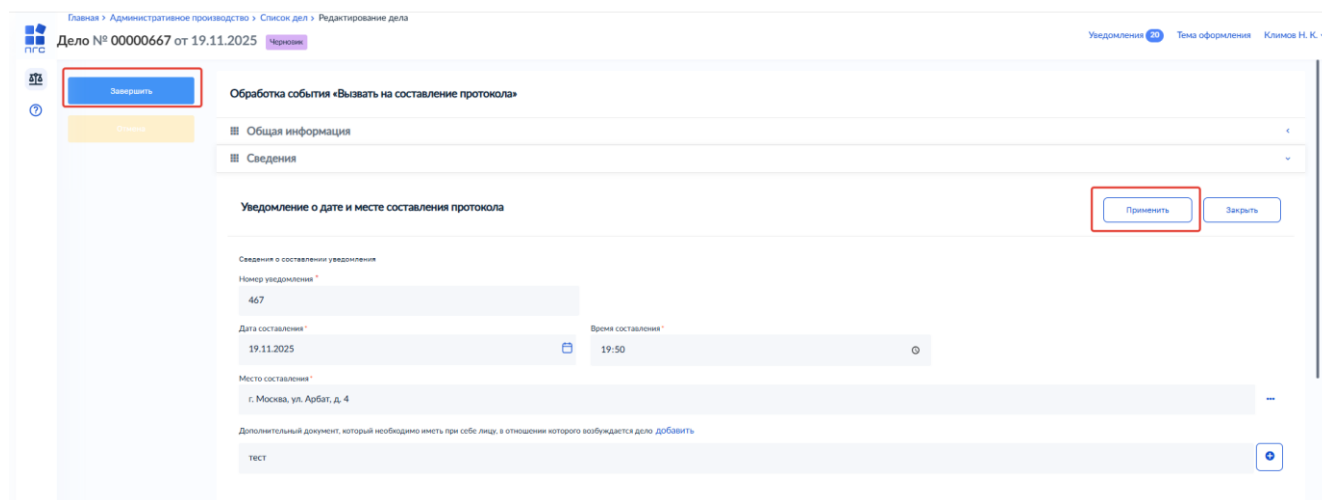 Главная > Административное производство > Список дел > Редактирование дела
ПГС
Дело № 00000667 от 19.11.2025 Черновик
Уведомления 20 Тема оформления Климов Н. К.
Завершить
Обработка события «Вызвать на составление протокола»
Общая информация
Сведения
Уведомление о дате и месте составления протокола
Применить
Закрыть
Сведения о составлении уведомления
Номер уведомления *
467
Дата составления *
Время составления *
19.11.2025
19:50
Место составления *
г. Москва, ул. Арбат, д. 4
Дополнительный документ, который необходимо иметь при себе лицу, в отношении которого возбуждается дело добавить
тест